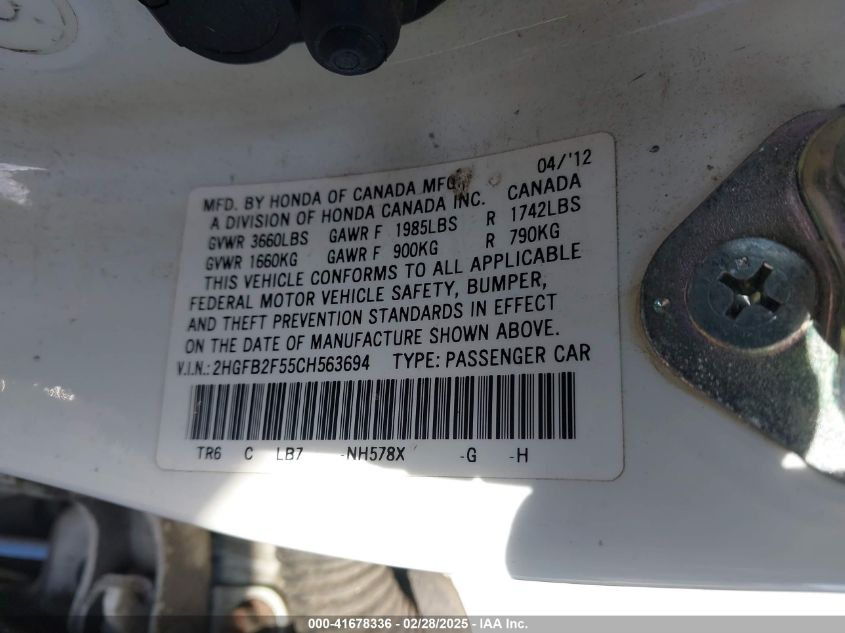 04/'12
MFD. BY HONDA OF CANADA MFG.
A DIVISION OF HONDA CANADA INC. CANADA
GVWR 3660LBS GAWR F 1985LBS R 1742LBS
GVWR 1660KG GAWR F 900KG R 790KG
THIS VEHICLE CONFORMS TO ALL APPLICABLE
FEDERAL MOTOR VEHICLE SAFETY, BUMPER,
AND THEFT PREVENTION STANDARDS IN EFFECT
ON THE DATE OF MANUFACTURE SHOWN ABOVE.
V.I.N.: 2HGFB2F55CH563694 TYPE: PASSENGER CAR
TR6 C LB7 -NH578X -G -H
000-41678336 - 02/28/2025 - IAA Inc.